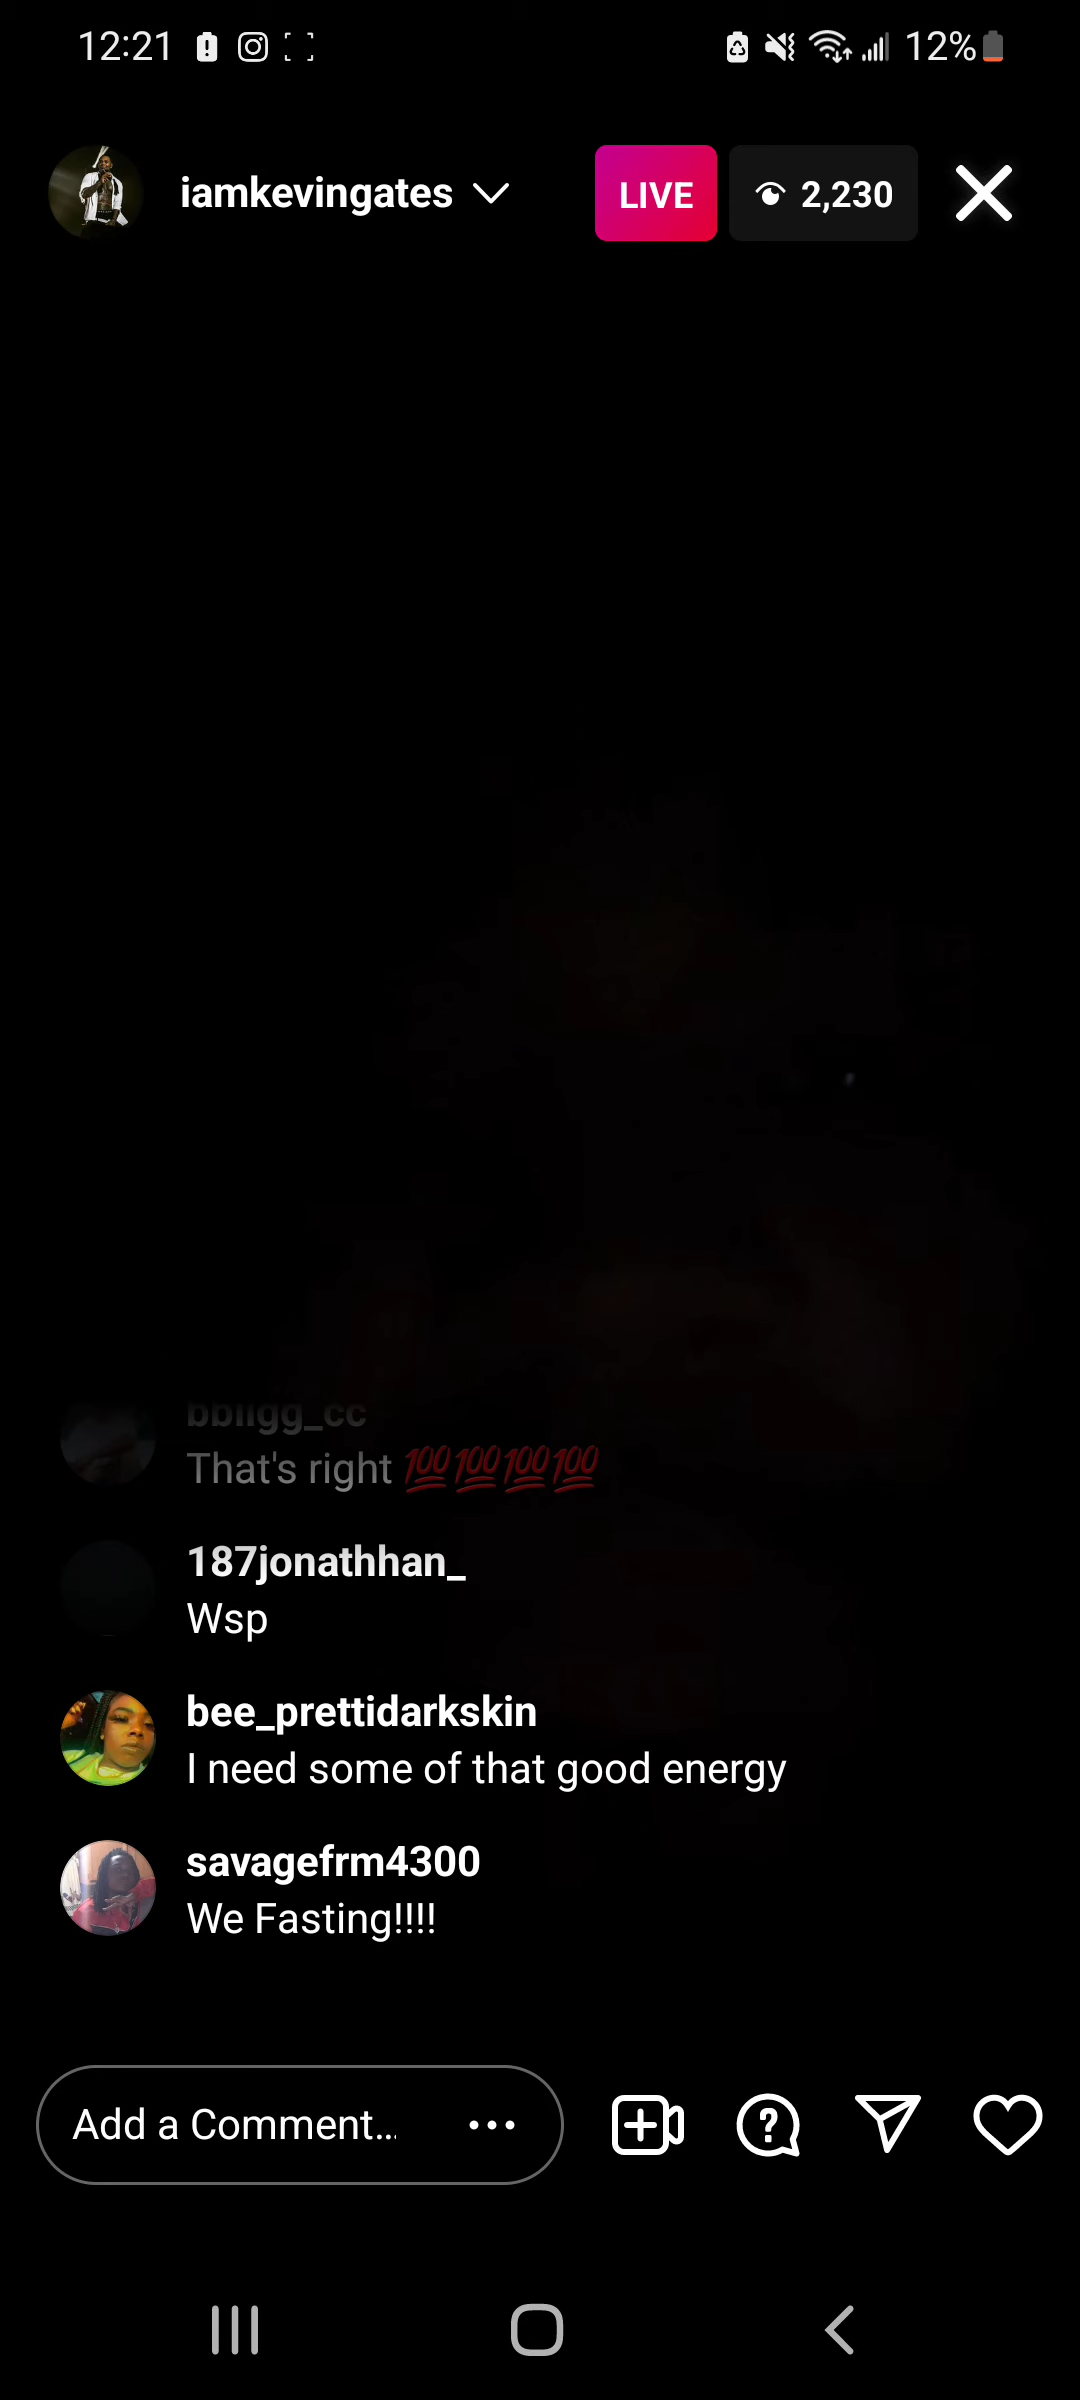 12:21 12%
iamkevingates LIVE 2,230
That's right 💯💯💯💯
187jonathhan_
Wsp
bee_prettidarkskin
I need some of that good energy
savagefrm4300
We Fasting!!!!
Add a Comment...